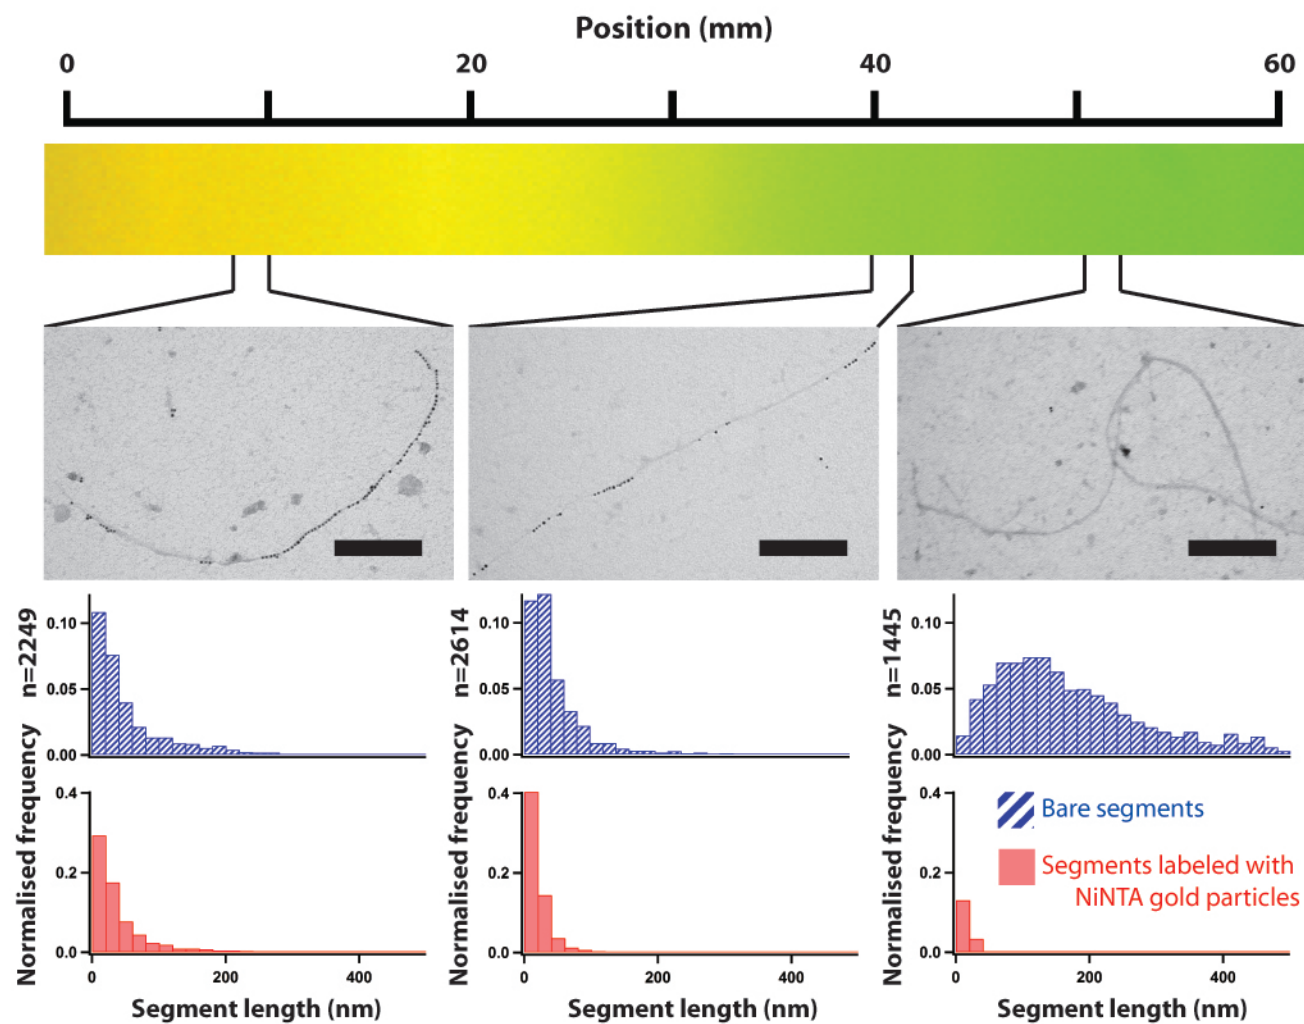 Position (mm)
0 20 40 60
n=2249
Normalised frequency
0.10
0.05
0.00
0.4
0.2
0.0
0 200 400
Segment length (nm)
n=2614
Normalised frequency
0.10
0.05
0.00
0.4
0.2
0.0
0 200 400
Segment length (nm)
n=1445
Normalised frequency
0.10
0.05
0.00
0.4
0.2
0.0
0 200 400
Segment length (nm)
Bare segments
Segments labeled with
NiNTA gold particles